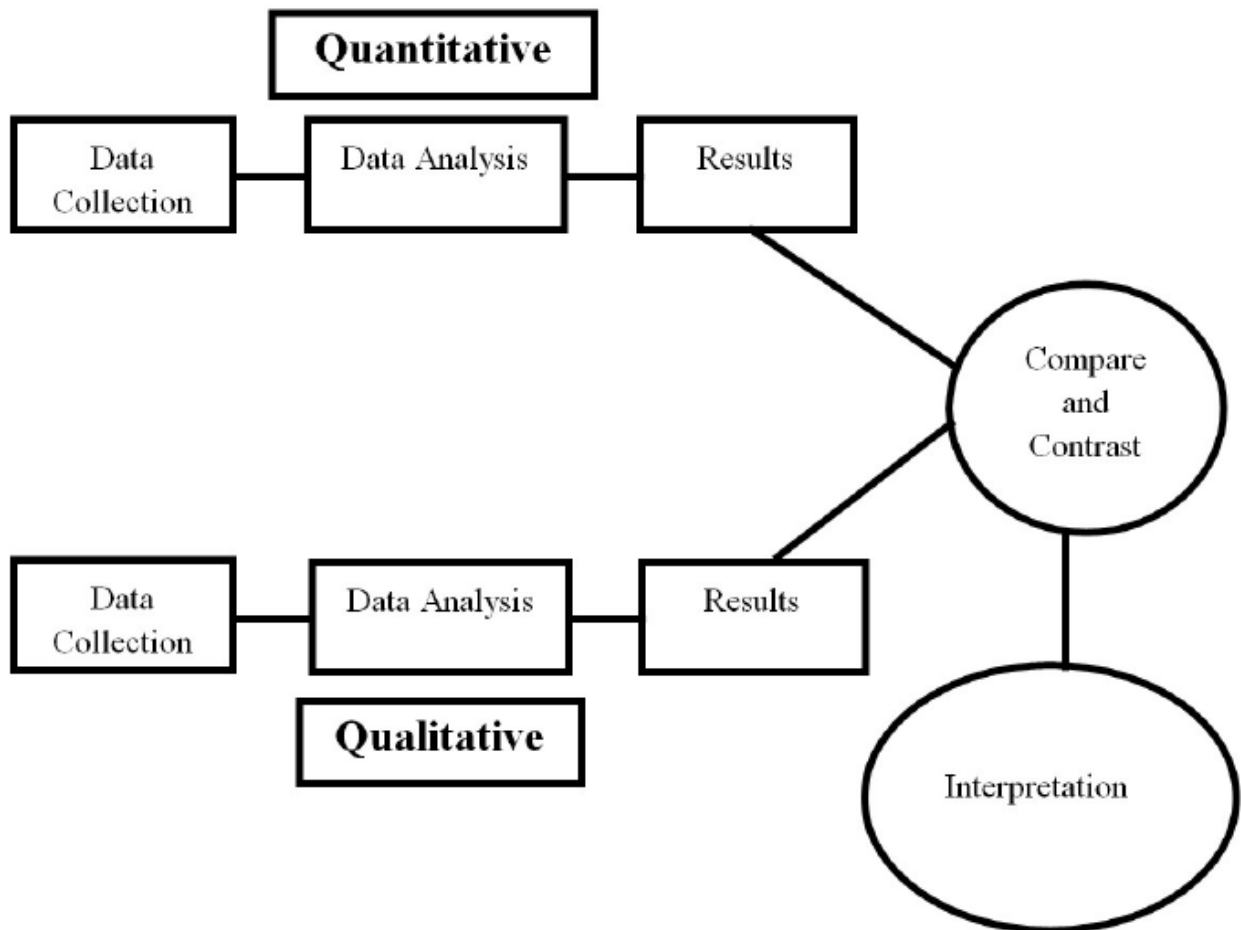 Quantitative
Data
Collection
Data Analysis
Results
Compare
and
Contrast
Data
Collection
Data Analysis
Results
Qualitative
Interpretation